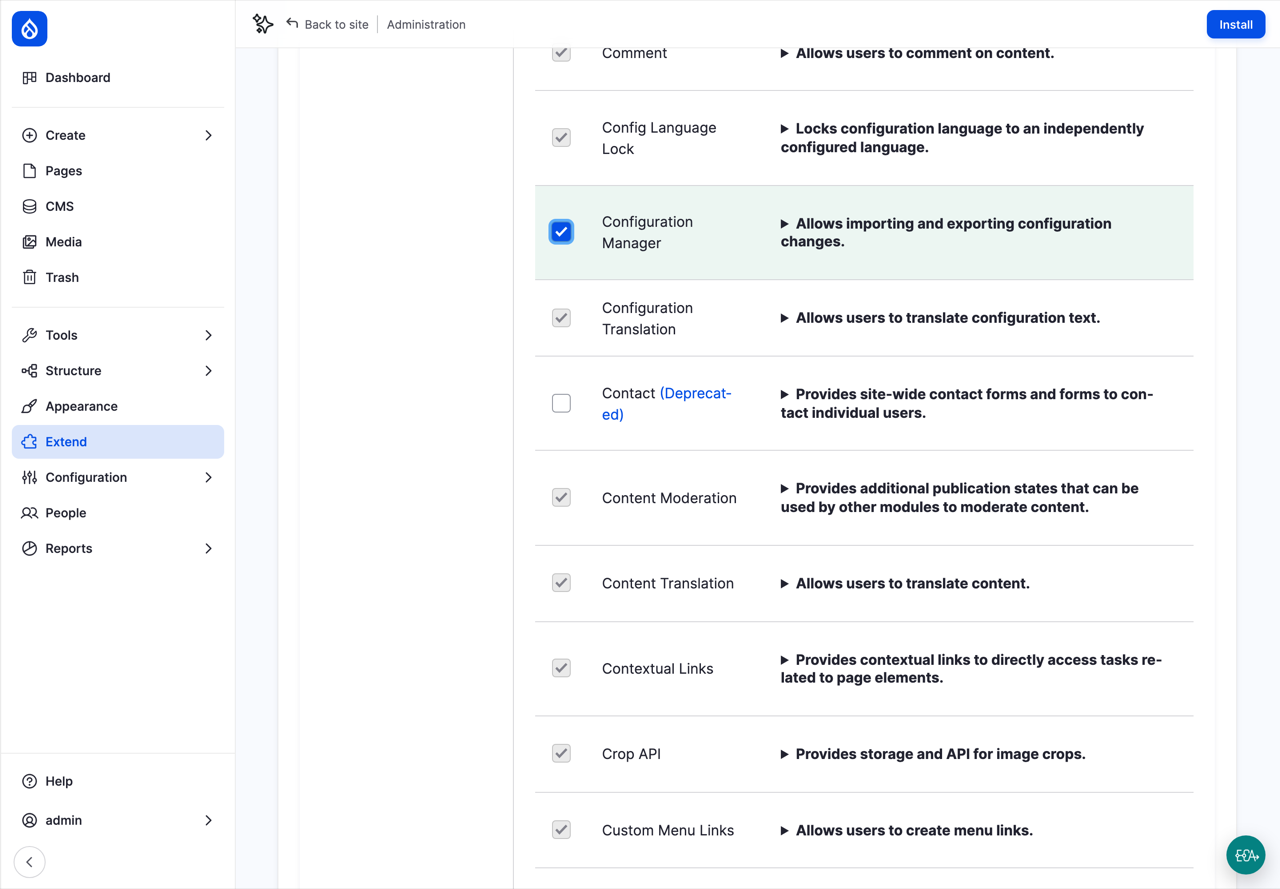 Back to site
Administration
Install
Dashboard
Create
Pages
CMS
Media
Trash
Tools
Structure
Appearance
Extend
Configuration
People
Reports
Help
admin
Comment
Allows users to comment on content.
Config Language
Lock
Locks configuration language to an independently
configured language.
Configuration
Manager
Allows importing and exporting configuration
changes.
Configuration
Translation
Allows users to translate configuration text.
Contact (Deprecat-
ed)
Provides site-wide contact forms and forms to con-
tact individual users.
Content Moderation
Provides additional publication states that can be
used by other modules to moderate content.
Content Translation
Allows users to translate content.
Contextual Links
Provides contextual links to directly access tasks re-
lated to page elements.
Crop API
Provides storage and API for image crops.
Custom Menu Links
Allows users to create menu links.
ECA